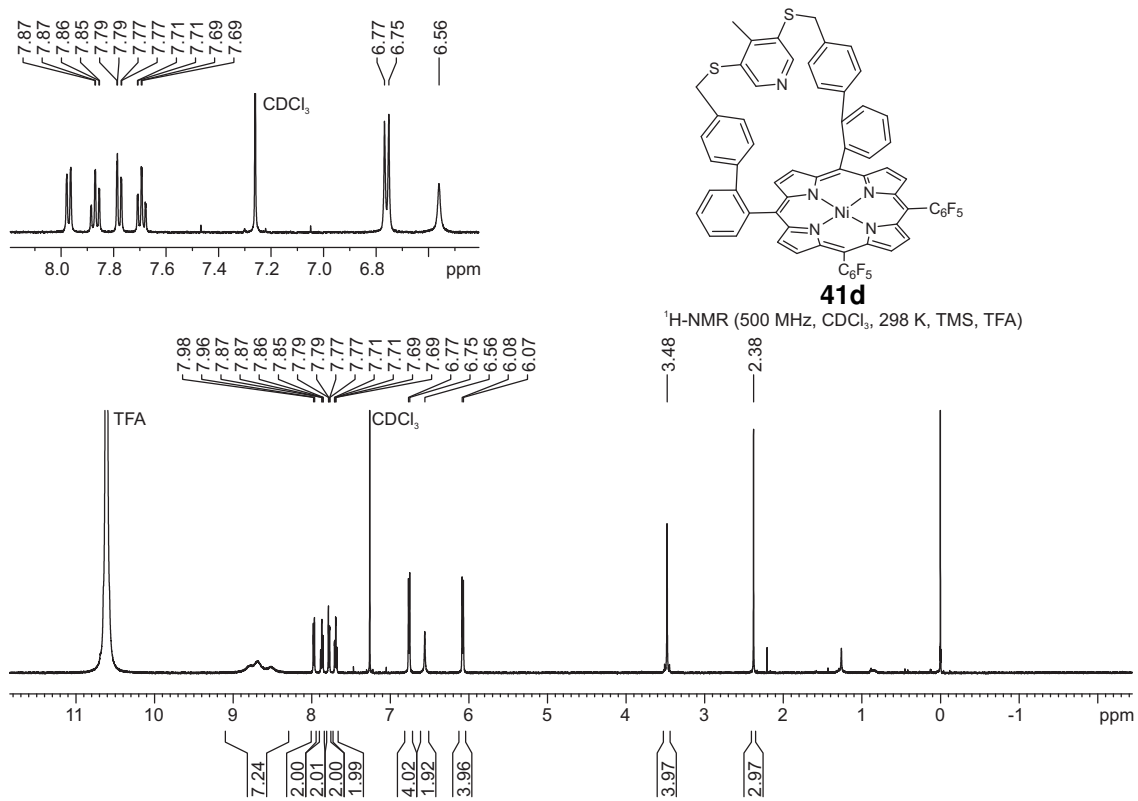 7.87 7.87 7.86 7.85 7.79 7.79 7.77 7.77 7.71 7.71 7.69 7.69 6.77 6.75 6.56
CDCl₃
8.0 7.8 7.6 7.4 7.2 7.0 6.8 ppm
S
S
N
N
N Ni N
N
C₆F₅
C₆F₅
41d
¹H-NMR (500 MHz, CDCl₃, 298 K, TMS, TFA)
7.98 7.96 7.87 7.87 7.86 7.85 7.79 7.79 7.77 7.77 7.71 7.71 7.69 7.69 6.77 6.75 6.56 6.08 6.07 3.48 2.38
TFA CDCl₃
11 10 9 8 7 6 5 4 3 2 1 0 -1 ppm
7.24 2.00 2.01 2.00 1.99 4.02 1.92 3.96 3.97 2.97